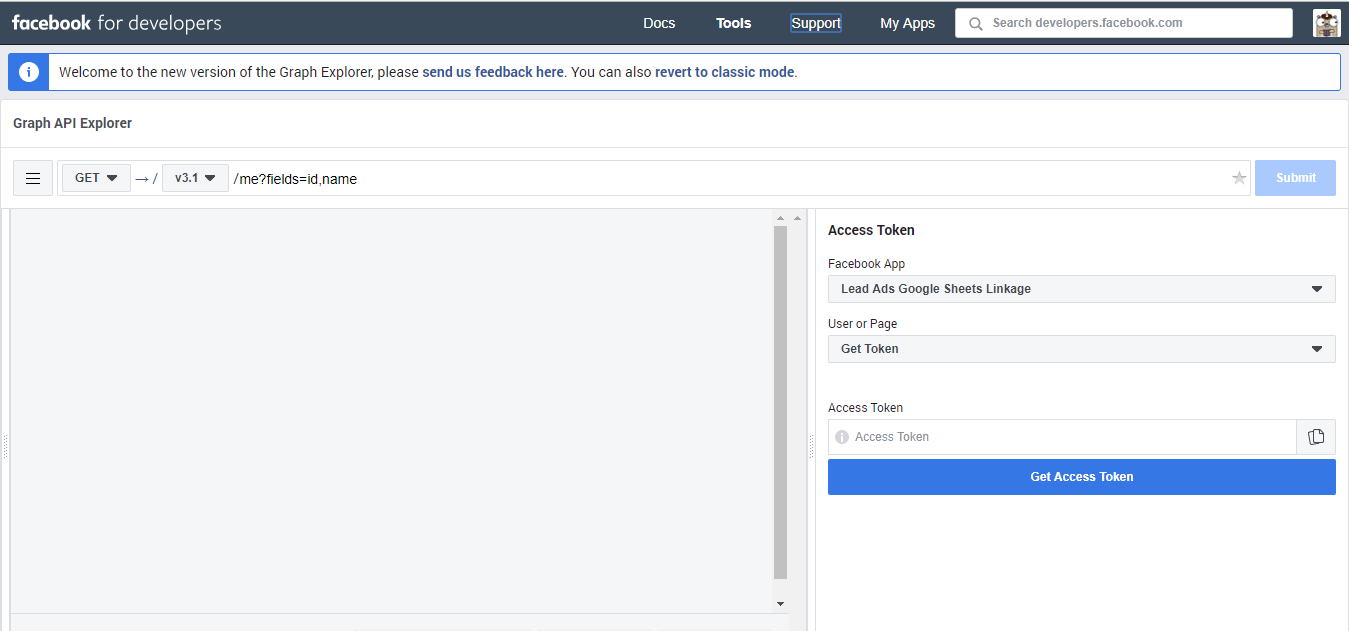 facebook for developers Docs Tools Support My Apps Search developers.facebook.com
Welcome to the new version of the Graph Explorer, please send us feedback here. You can also revert to classic mode.
Graph API Explorer
GET →/ v3.1 /me?fields=id,name Submit
Access Token
Facebook App
Lead Ads Google Sheets Linkage
User or Page
Get Token
Access Token
Access Token
Get Access Token